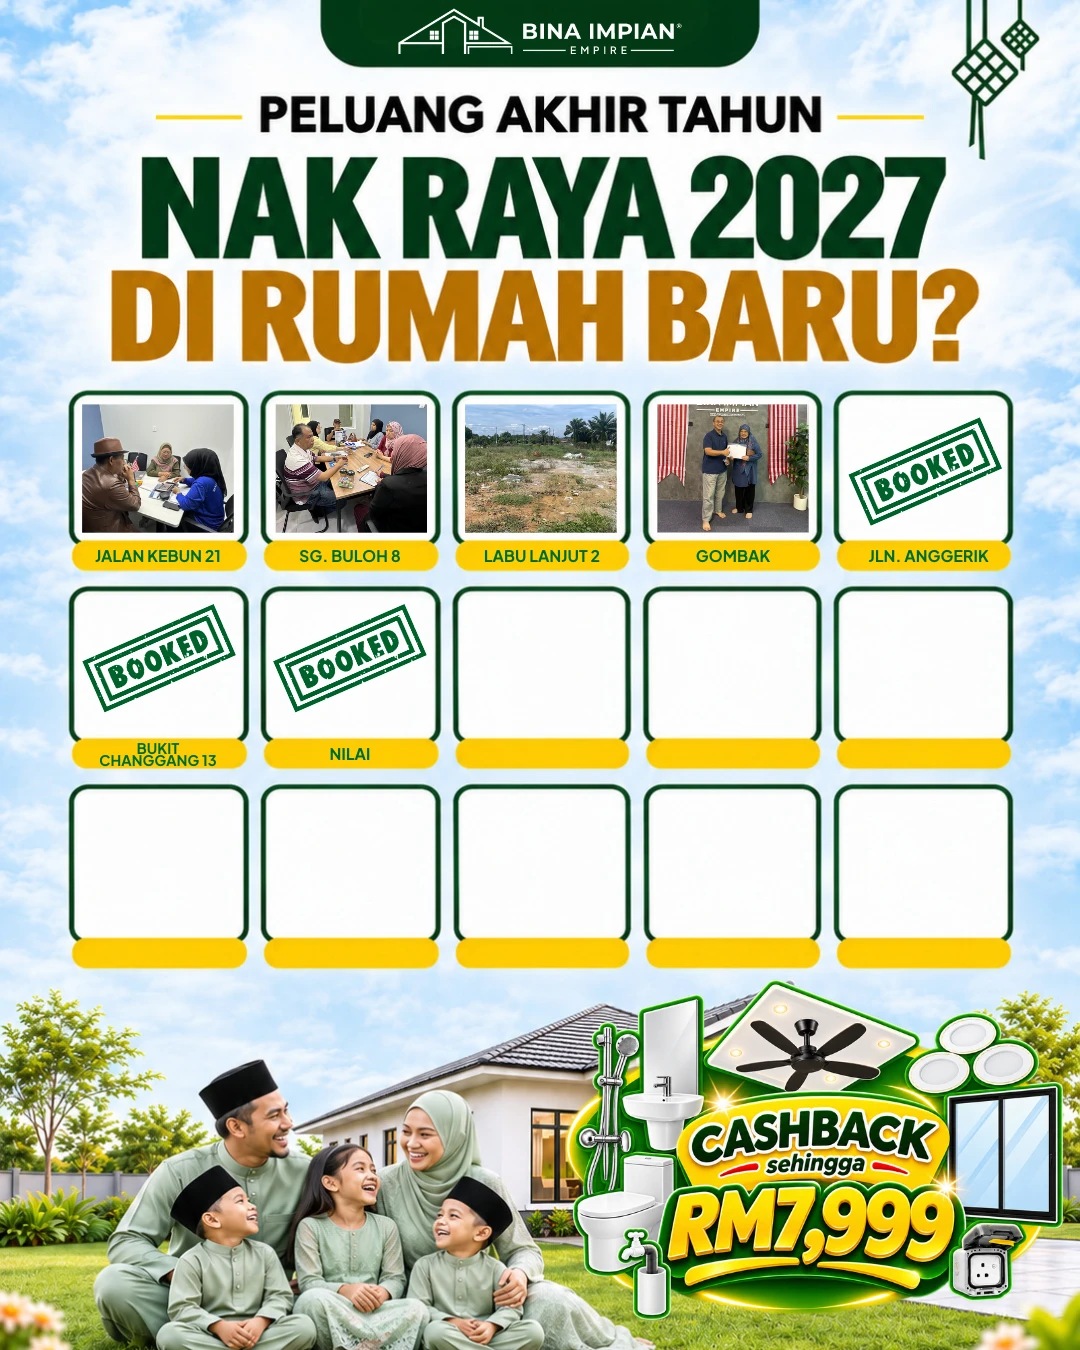 BINA IMPIAN®
EMPIRE
PELUANG AKHIR TAHUN
NAK RAYA 2027
DI RUMAH BARU?
EMPIRE
JALAN KEBUN 21
SG. BULOH 8
LABU LANJUT 2
GOMBAK
BOOKED
JLN. ANGGERIK
BOOKED
BUKIT
CHANGGANG 13
BOOKED
NILAI
CASHBACK
sehingga
RM7,999